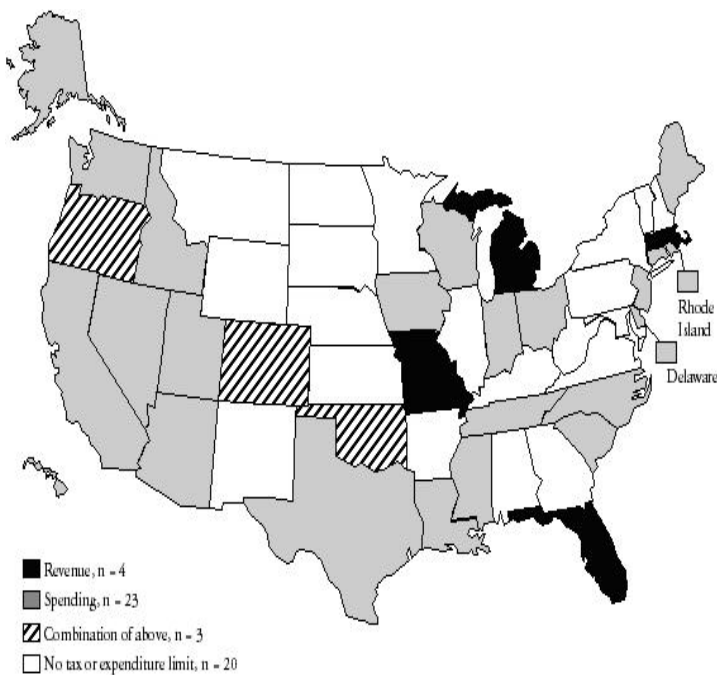 Rhode
Island
Delaware
Revenue, n = 4
Spending, n = 23
Combination of above, n = 3
No tax or expenditure limit, n = 20